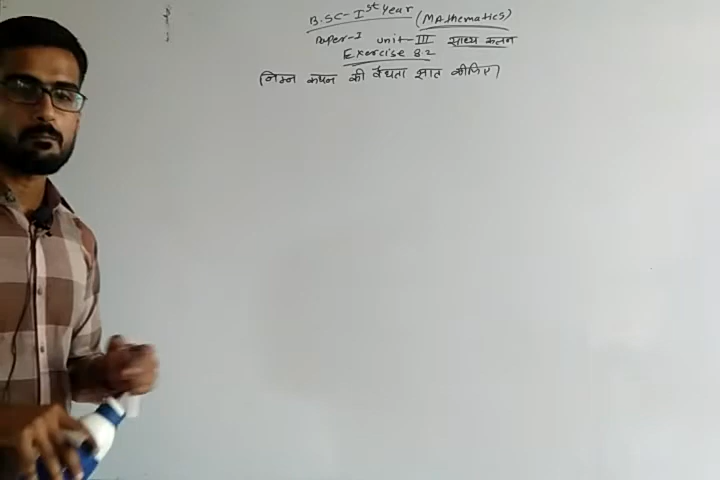 B.SC-Ist Year (MAthematics)
Paper-I Unit-III साध्य कलन
Exercise 8.2
निम्न कथन की वैधता ज्ञात कीजिए